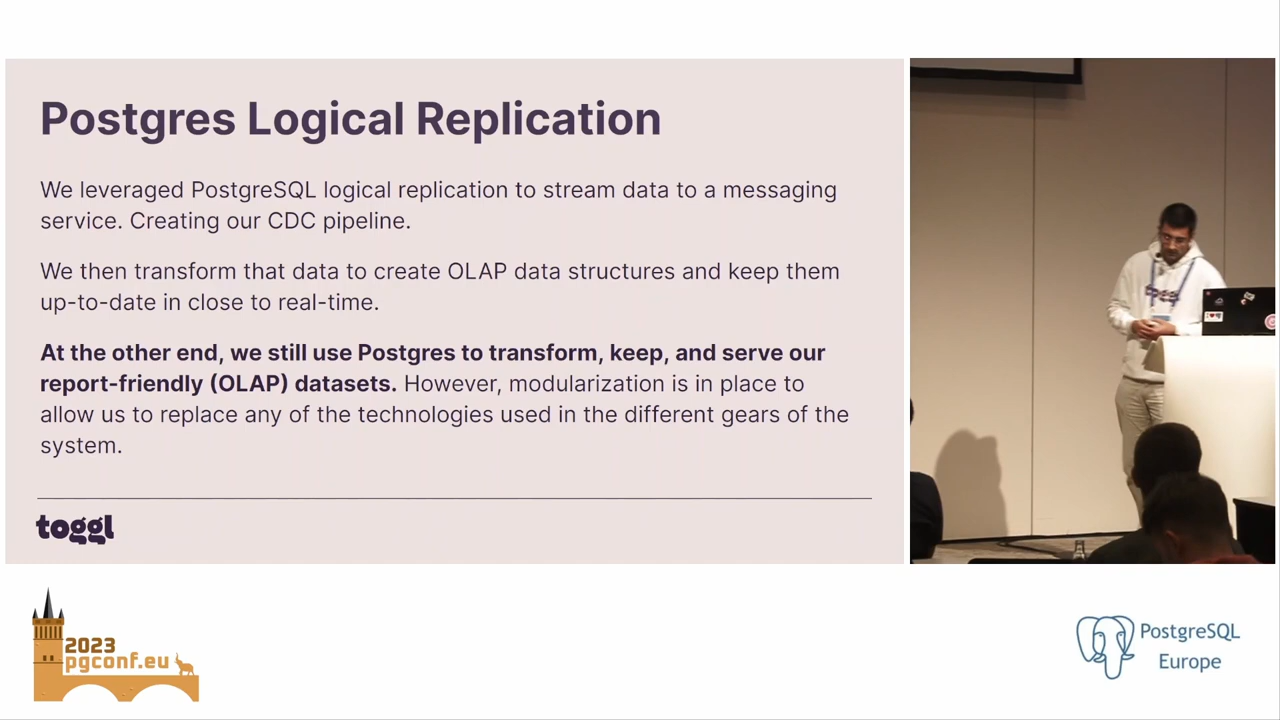 Postgres Logical Replication
We leveraged PostgreSQL logical replication to stream data to a messaging
service. Creating our CDC pipeline.
We then transform that data to create OLAP data structures and keep them
up-to-date in close to real-time.
At the other end, we still use Postgres to transform, keep, and serve our
report-friendly (OLAP) datasets. However, modularization is in place to
allow us to replace any of the technologies used in the different gears of the
system.
toggl
2023
pgconf.eu
PostgreSQL
Europe